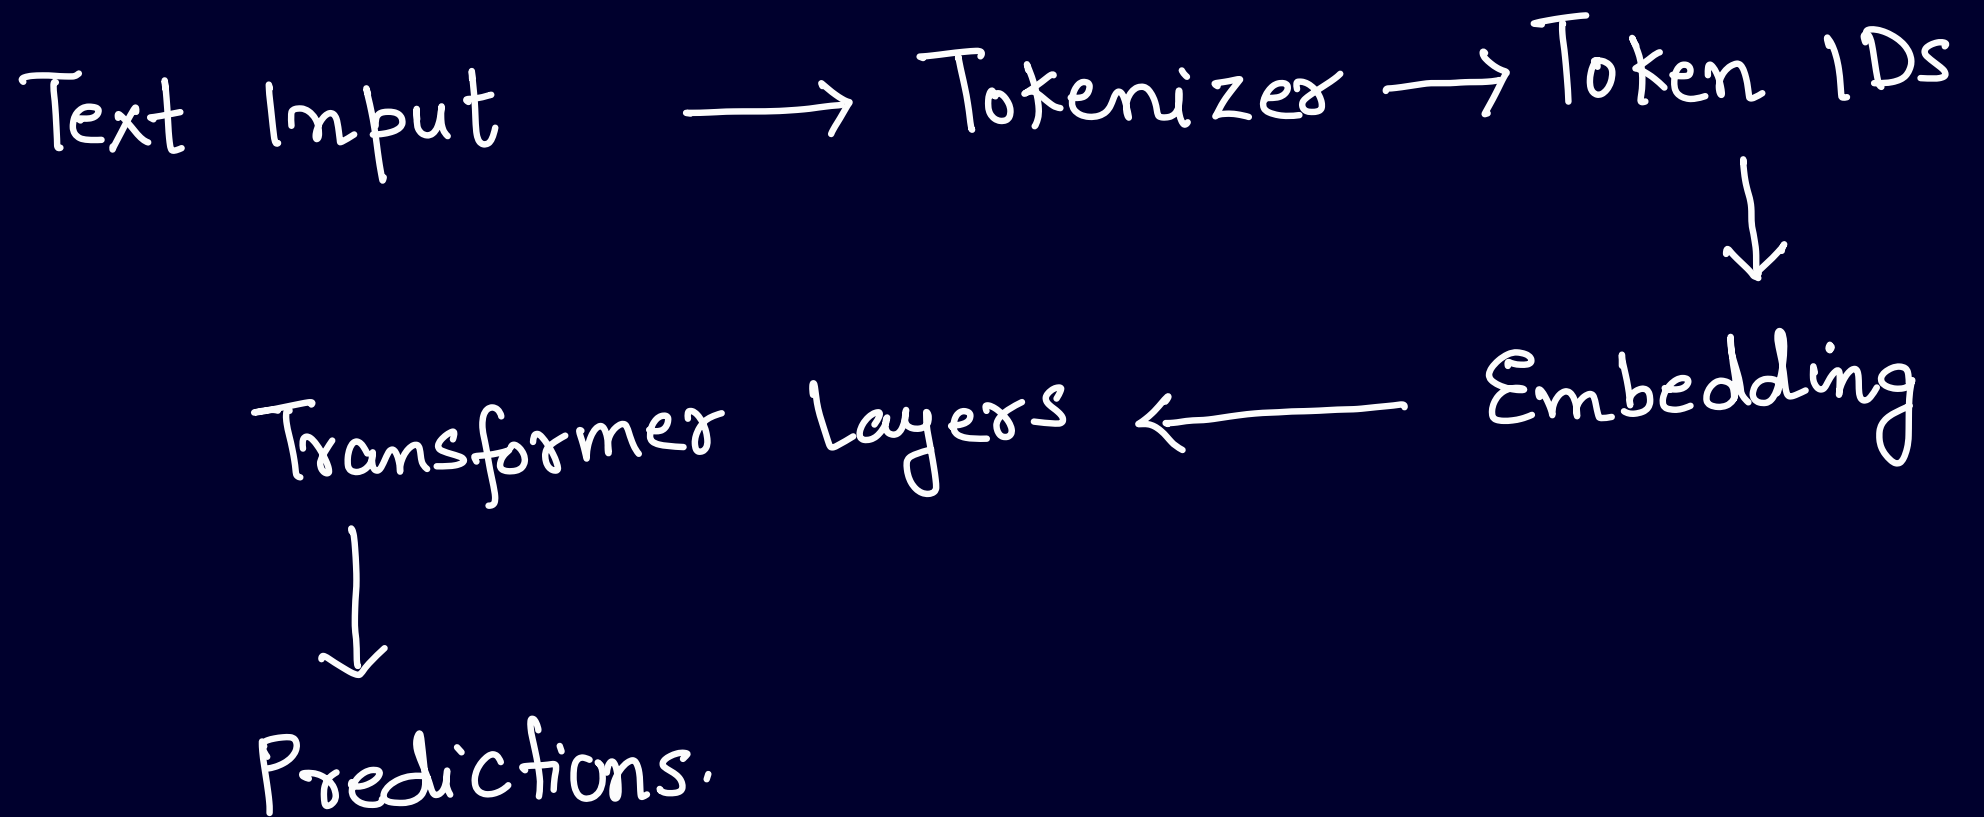 Text Input → Tokenizer → Token IDs
↓
Transformer Layers ← Embedding
↓
Predictions.